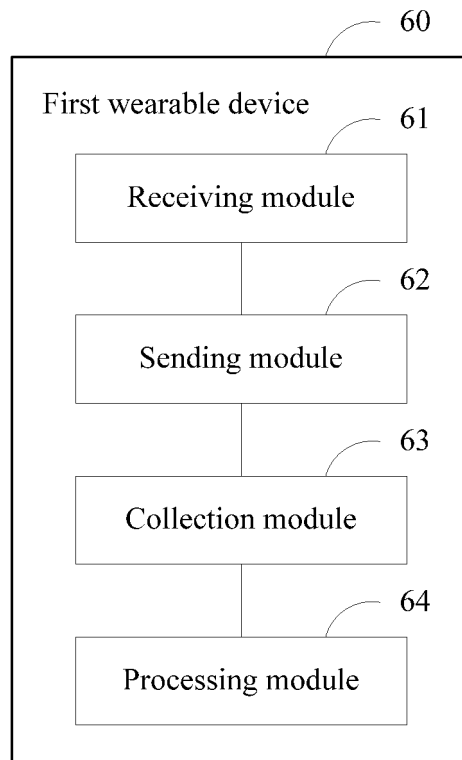 60
First wearable device
61
Receiving module
62
Sending module
63
Collection module
64
Processing module